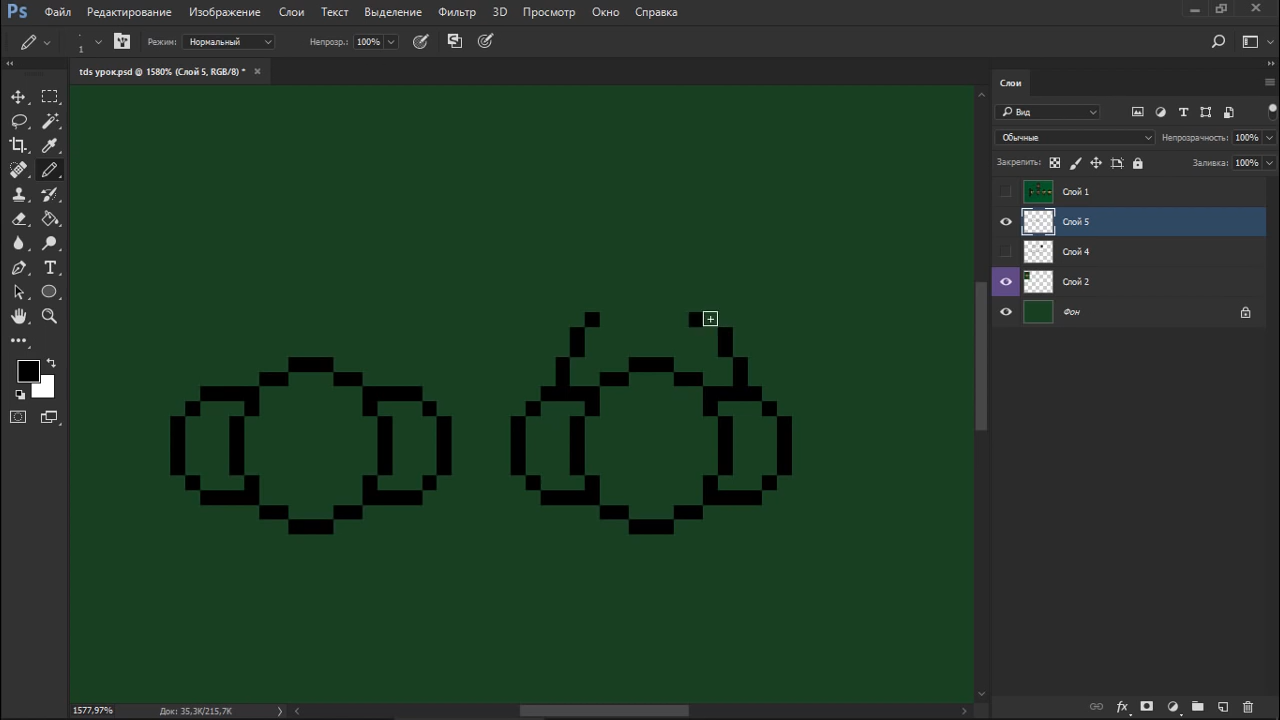 Ps Файл Редактирование Изображение Слои Текст Выделение Фильтр 3D Просмотр Окно Справка
1 Режим: Нормальный Непрозр.: 100%
tds урок.psd @ 1580% (Слой 5, RGB/8) *
Слои
Вид
Обычные Непрозрачность: 100%
Закрепить: Заливка: 100%
Слой 1
Слой 5
Слой 4
Слой 2
Фон
1577,97% Док: 35,3K/215,7K